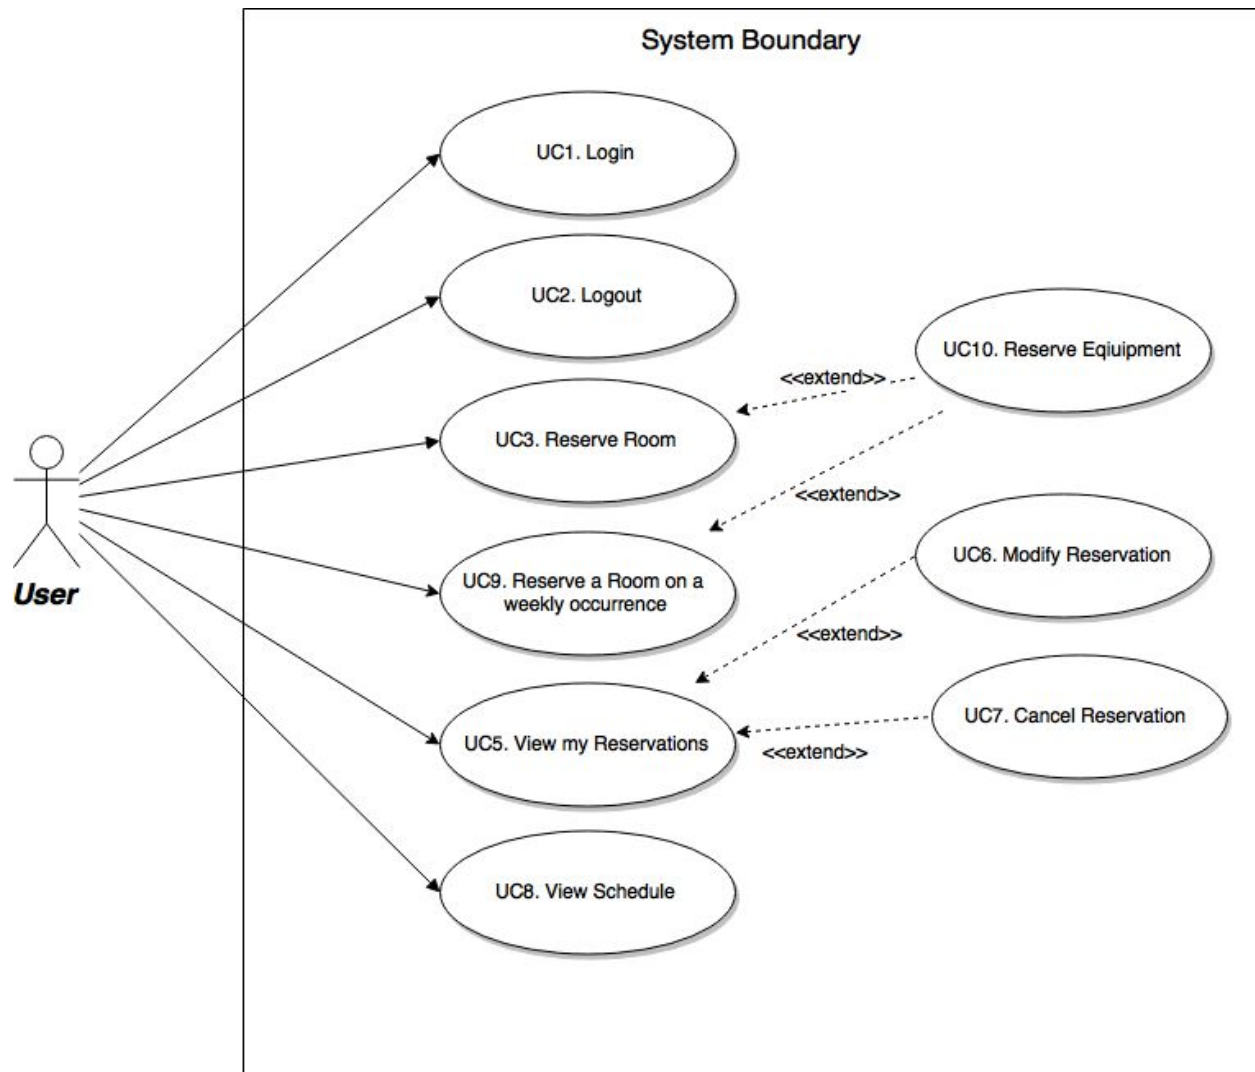 System Boundary
UC1. Login
UC2. Logout
UC10. Reserve Eqiuipment
<<extend>>
UC3. Reserve Room
<<extend>>
UC9. Reserve a Room on a
weekly occurrence
UC6. Modify Reservation
User
<<extend>>
UC5. View my Reservations
UC7. Cancel Reservation
<<extend>>
UC8. View Schedule